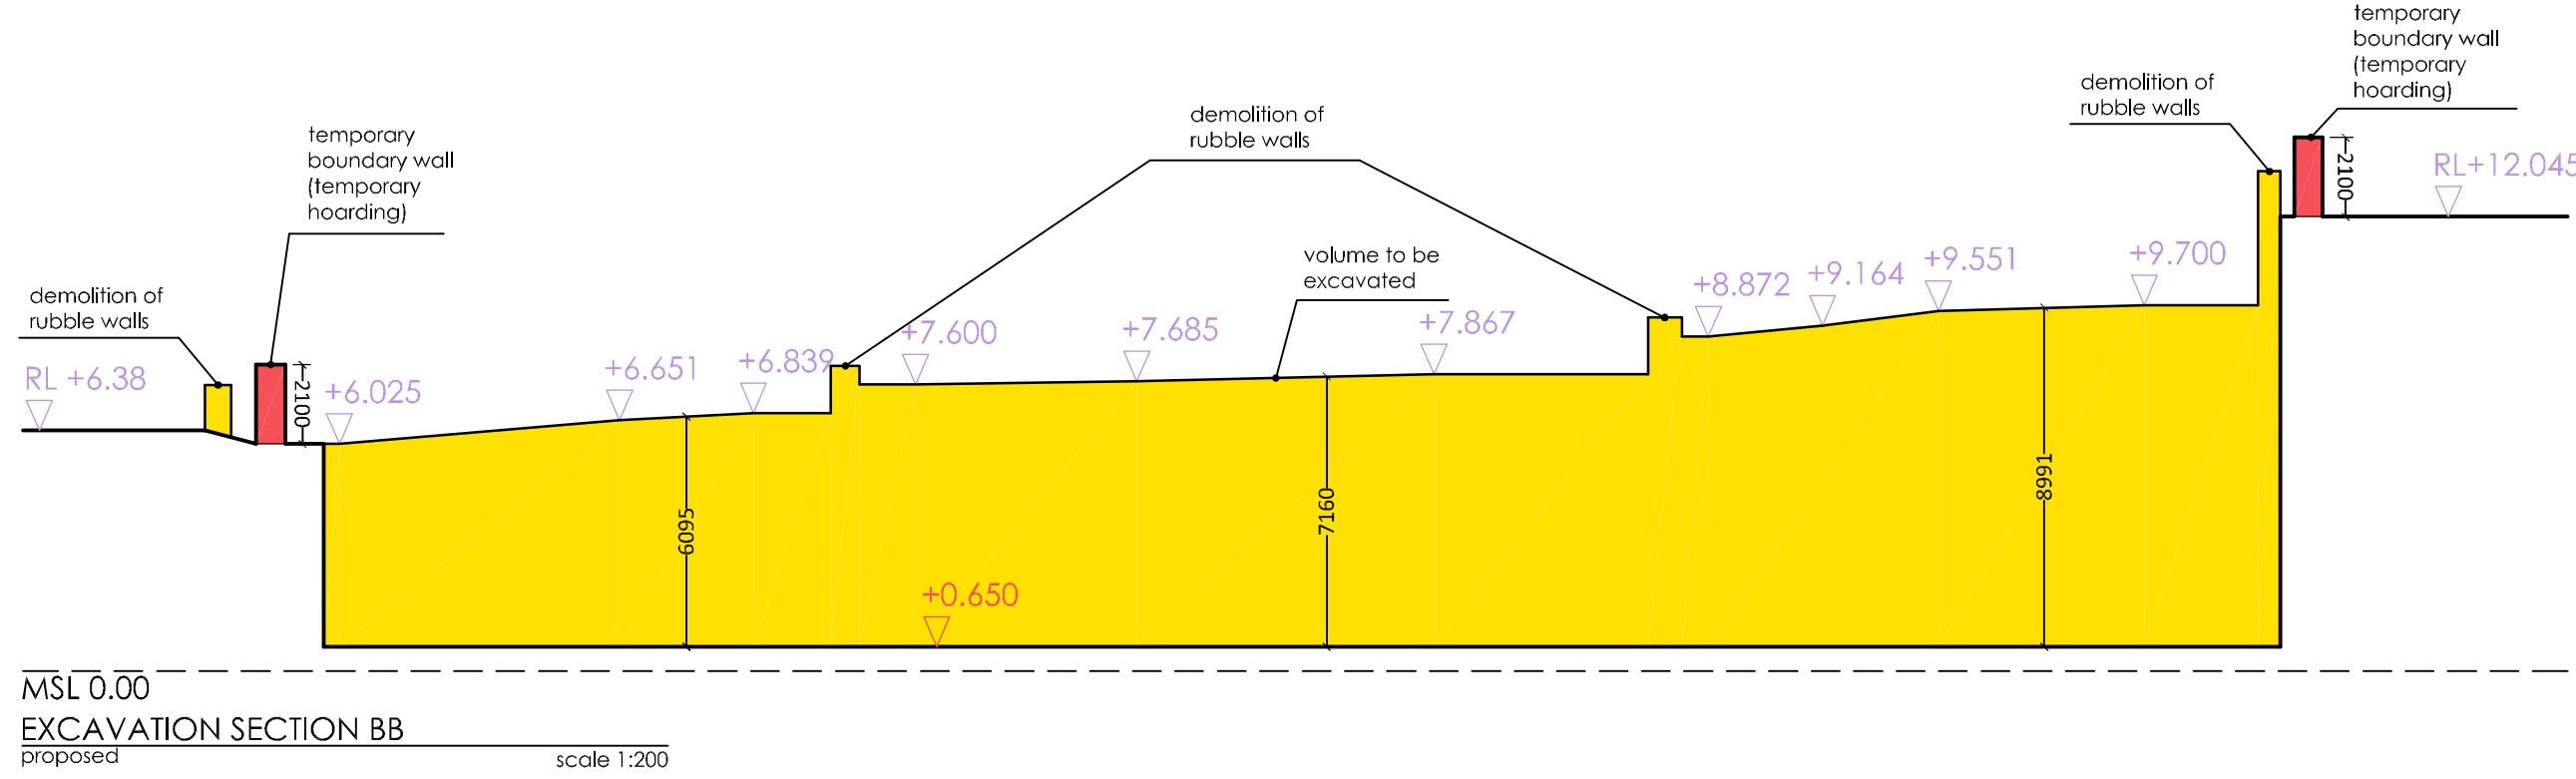 temporary
boundary wall
(temporary
hoarding)
demolition of
rubble walls
RL+12.045
2100
demolition of
rubble walls
temporary
boundary wall
(temporary
hoarding)
volume to be
excavated
+8.872
+9.164
+9.551
+9.700
demolition of
rubble walls
RL +6.38
2100
+6.025
+6.651
+6.839
+7.600
+7.685
+7.867
6095
7160
8991
+0.650
MSL 0.00
EXCAVATION SECTION BB
proposed
scale 1:200